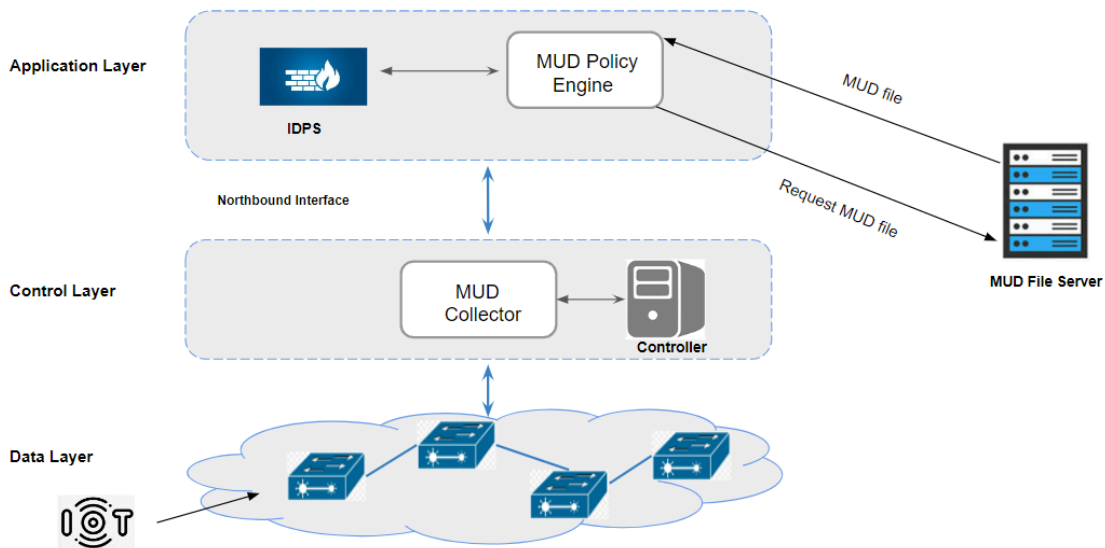 Application Layer
MUD Policy
Engine
IDPS
MUD file
Request MUD file
Northbound Interface
MUD File Server
Control Layer
MUD
Collector
Controller
Data Layer
IOT